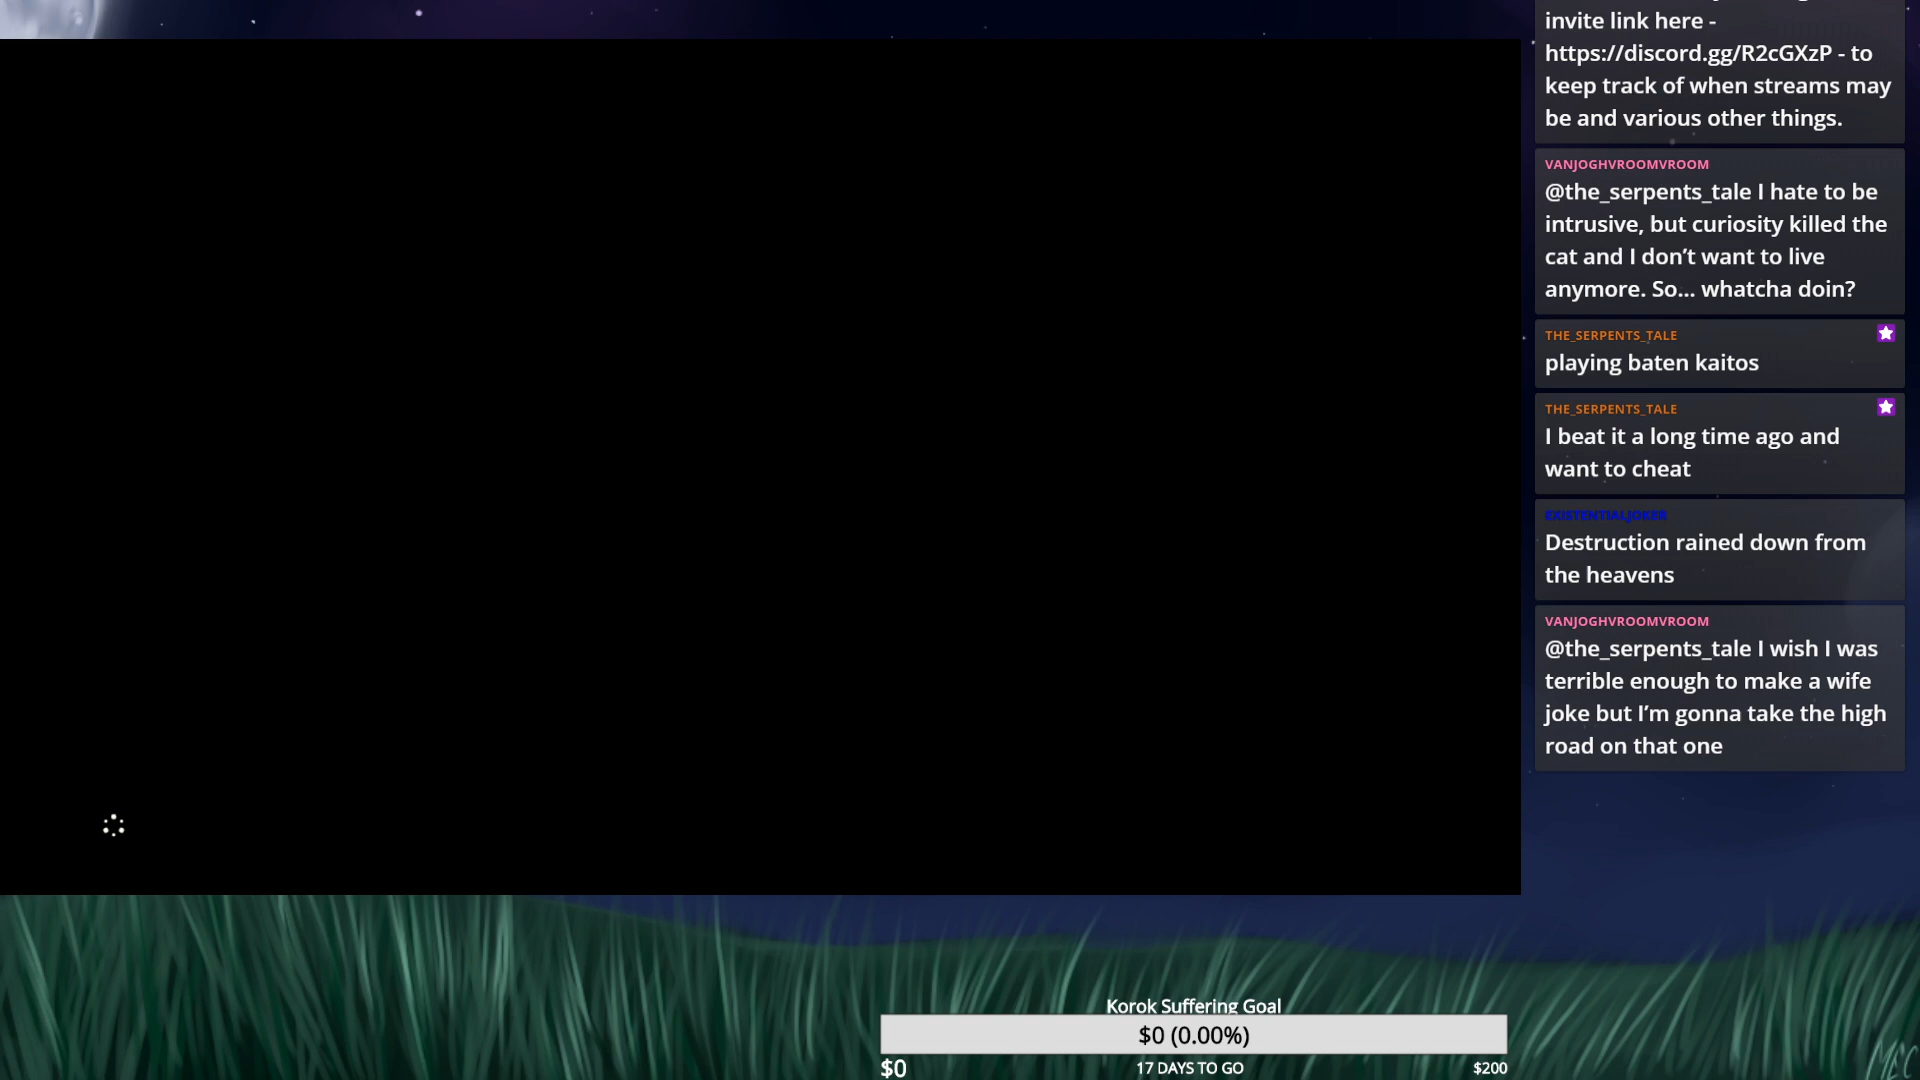 invite link here -
https://discord.gg/R2cGXzP - to
keep track of when streams may
be and various other things.
VANJOGHVROOMVROOM
@the_serpents_tale I hate to be
intrusive, but curiosity killed the
cat and I don’t want to live
anymore. So... whatcha doin?
THE_SERPENTS_TALE
playing baten kaitos
THE_SERPENTS_TALE
I beat it a long time ago and
want to cheat
EXISTENTIALJOKER
Destruction rained down from
the heavens
VANJOGHVROOMVROOM
@the_serpents_tale I wish I was
terrible enough to make a wife
joke but I’m gonna take the high
road on that one
Korok Suffering Goal
$0 (0.00%)
$0
17 DAYS TO GO
$200